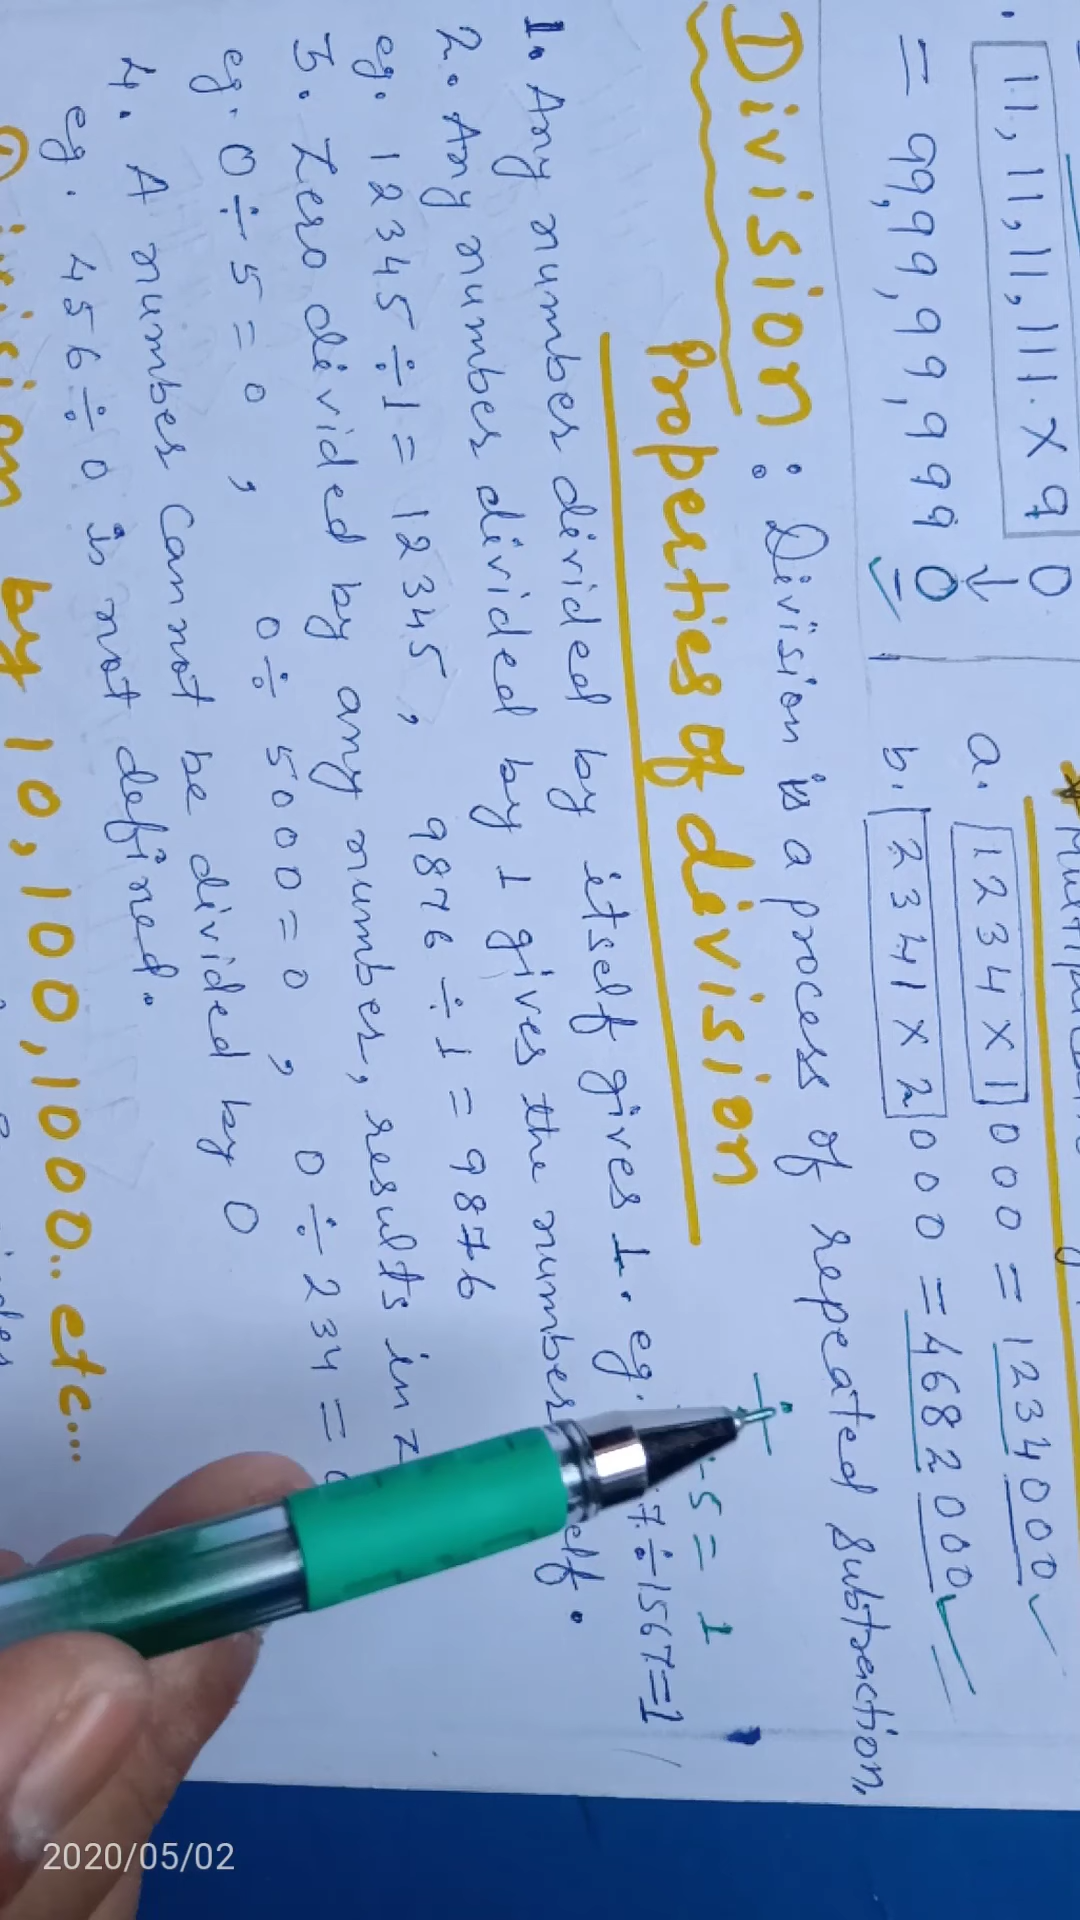 11,11,11,111 × 9 0
= 99,99,99,999 0
a. 1234 × 1 000 = 1234000
b. 2341 × 2 000 = 4682000
Division : Division is a process of repeated subtraction,
Properties of division
1. Any number divided by itself gives 1. eg.
-5 = 1
7÷1567=1
2. Any number divided by 1 gives the number
eg. 12345 ÷ 1 = 12345, 9876 ÷ 1 = 9876
3. Zero divided by any number, results in
eg. 0 ÷ 5 = 0 , 0 ÷ 5000 = 0 , 0 ÷ 234 =
4. A number cannot be divided by 0
eg. 456 ÷ 0 is not defined.
Division by 10,100,1000..etc...
2020/05/02